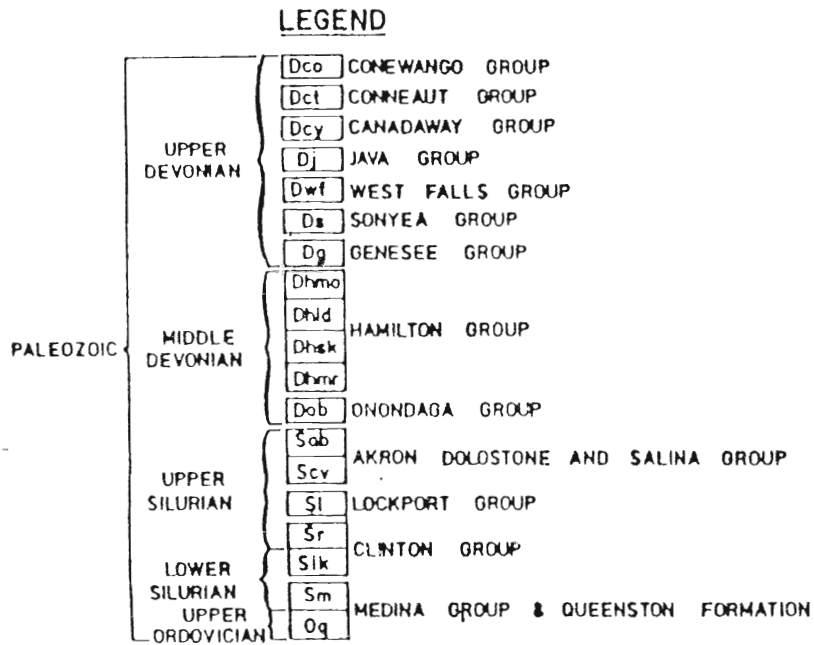 LEGEND
Dco CONEWANGO GROUP
Dct CONNEAUT GROUP
Dcy CANADAWAY GROUP
UPPER DEVONIAN
Dj JAVA GROUP
Dwf WEST FALLS GROUP
Ds SONYEA GROUP
Dg GENESEE GROUP
Dhmo
Dhld
PALEOZOIC
MIDDLE DEVONIAN
HAMILTON GROUP
Dhsk
Dhmr
Dob ONONDAGA GROUP
Sab
AKRON DOLOSTONE AND SALINA GROUP
Scv
UPPER SILURIAN
Sl LOCKPORT GROUP
Sr
CLINTON GROUP
Slk
LOWER SILURIAN
Sm
MEDINA GROUP & QUEENSTON FORMATION
UPPER ORDOVICIAN
Oq